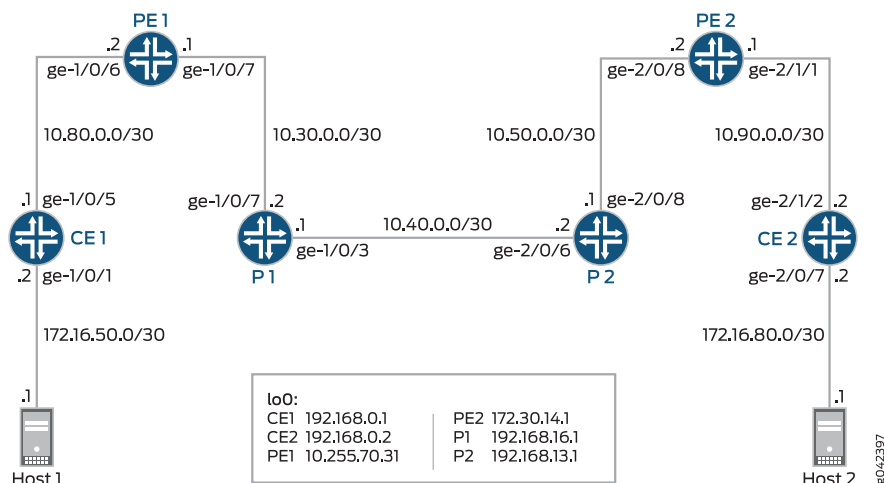 PE 1
PE 2
.2
.1
.2
.1
ge-1/0/6
ge-1/0/7
ge-2/0/8
ge-2/1/1
10.80.0.0/30
10.30.0.0/30
10.50.0.0/30
10.90.0.0/30
.1
ge-1/0/5
ge-1/0/7
.2
.1
ge-2/0/8
ge-2/1/2
.2
CE 1
.1
10.40.0.0/30
.2
CE 2
ge-1/0/3
ge-2/0/6
.2
ge-1/0/1
P 1
P 2
ge-2/0/7
.2
172.16.50.0/30
172.16.80.0/30
.1
.1
lo0:
CE1 192.168.0.1
PE2 172.30.14.1
CE2 192.168.0.2
P1 192.168.16.1
PE1 10.255.70.31
P2 192.168.13.1
Host 1
Host 2
g042397